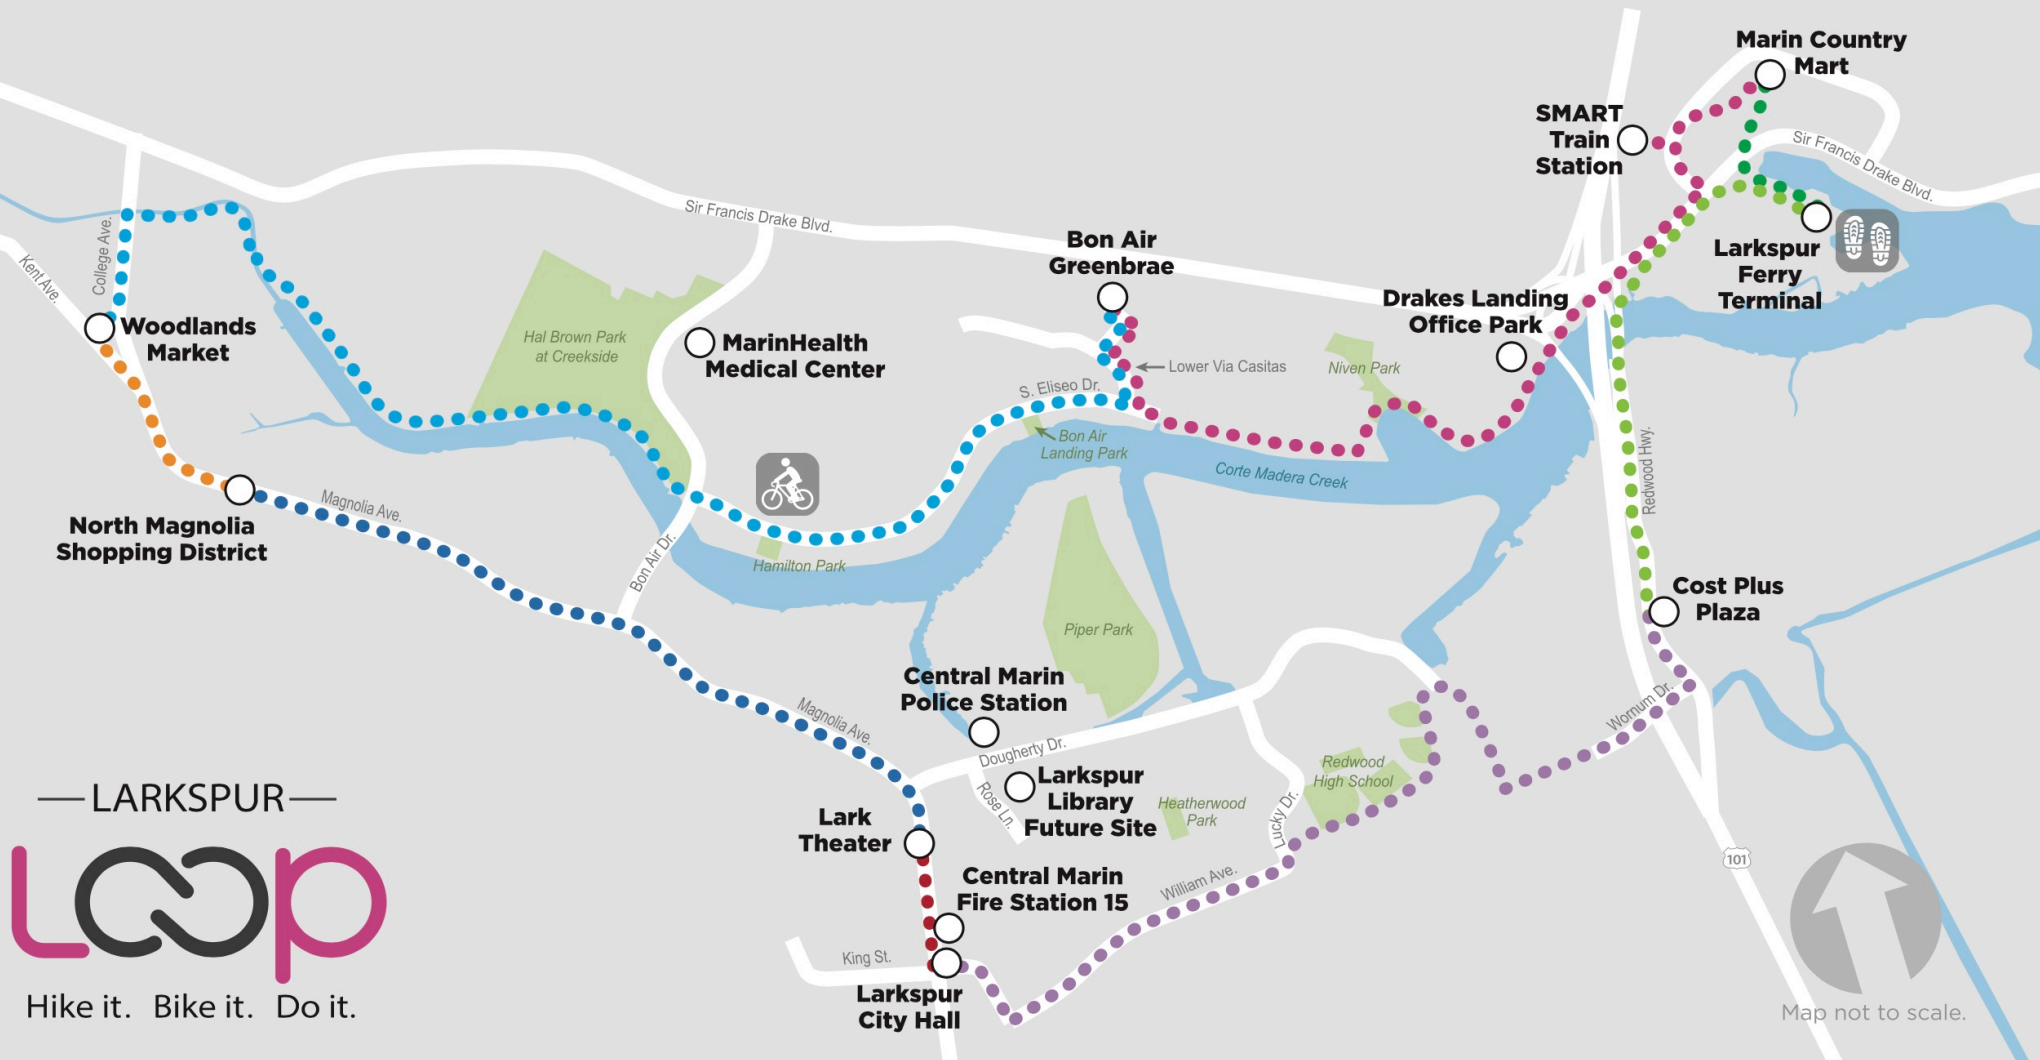 Marin Country
Mart
SMART
Train
Station
Sir Francis Drake Blvd.
Sir Francis Drake Blvd.
College Ave.
Kent Ave.
Bon Air
Greenbrae
Larkspur
Ferry
Terminal
Drakes Landing
Office Park
Woodlands
Market
Hal Brown Park
at Creekside
MarinHealth
Medical Center
Lower Via Casitas
Niven Park
S. Eliseo Dr.
Bon Air
Landing Park
Corte Madera Creek
Redwood Hwy.
North Magnolia
Shopping District
Magnolia Ave.
Bon Air Dr.
Hamilton Park
Cost Plus
Plaza
Piper Park
Central Marin
Police Station
Magnolia Ave.
Wornum Dr.
Dougherty Dr.
Redwood
High School
Larkspur
Library
Future Site
Rose Ln.
Heatherwood
Park
Lucky Dr.
Lark
Theater
101
Central Marin
Fire Station 15
William Ave.
King St.
Larkspur
City Hall
LARKSPUR
LOOP
Hike it. Bike it. Do it.
Map not to scale.